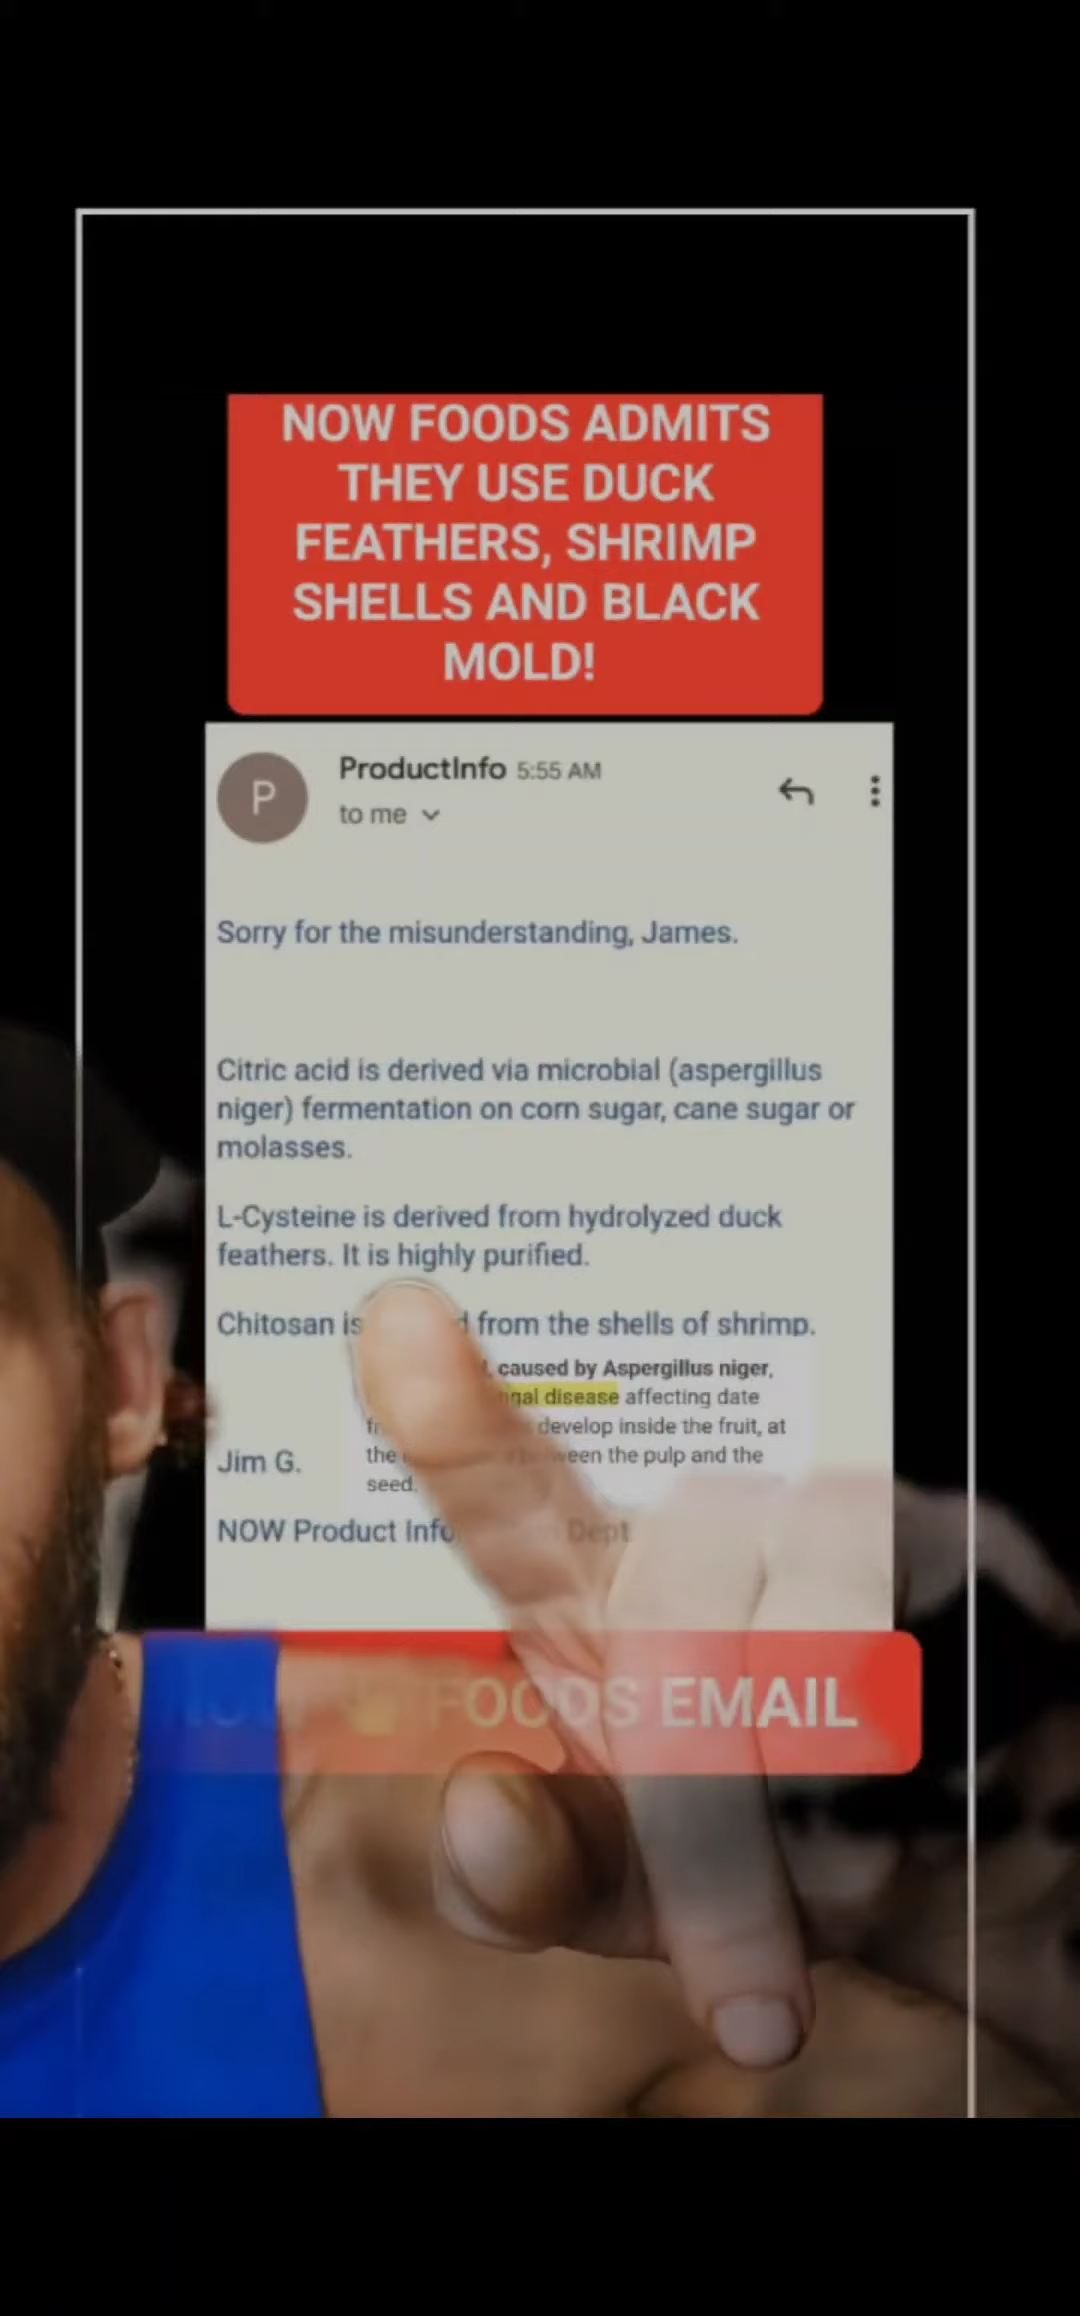 NOW FOODS ADMITS
THEY USE DUCK
FEATHERS, SHRIMP
SHELLS AND BLACK
MOLD!
P
ProductInfo 5:55 AM
to me
Sorry for the misunderstanding, James.
Citric acid is derived via microbial (aspergillus
niger) fermentation on corn sugar, cane sugar or
molasses.
L-Cysteine is derived from hydrolyzed duck
feathers. It is highly purified.
Chitosan is from the shells of shrimp.
caused by Aspergillus niger,
disease affecting date
develop inside the fruit, at
the the pulp and the
seed.
Jim G.
NOW Product Dept
FOODS EMAIL